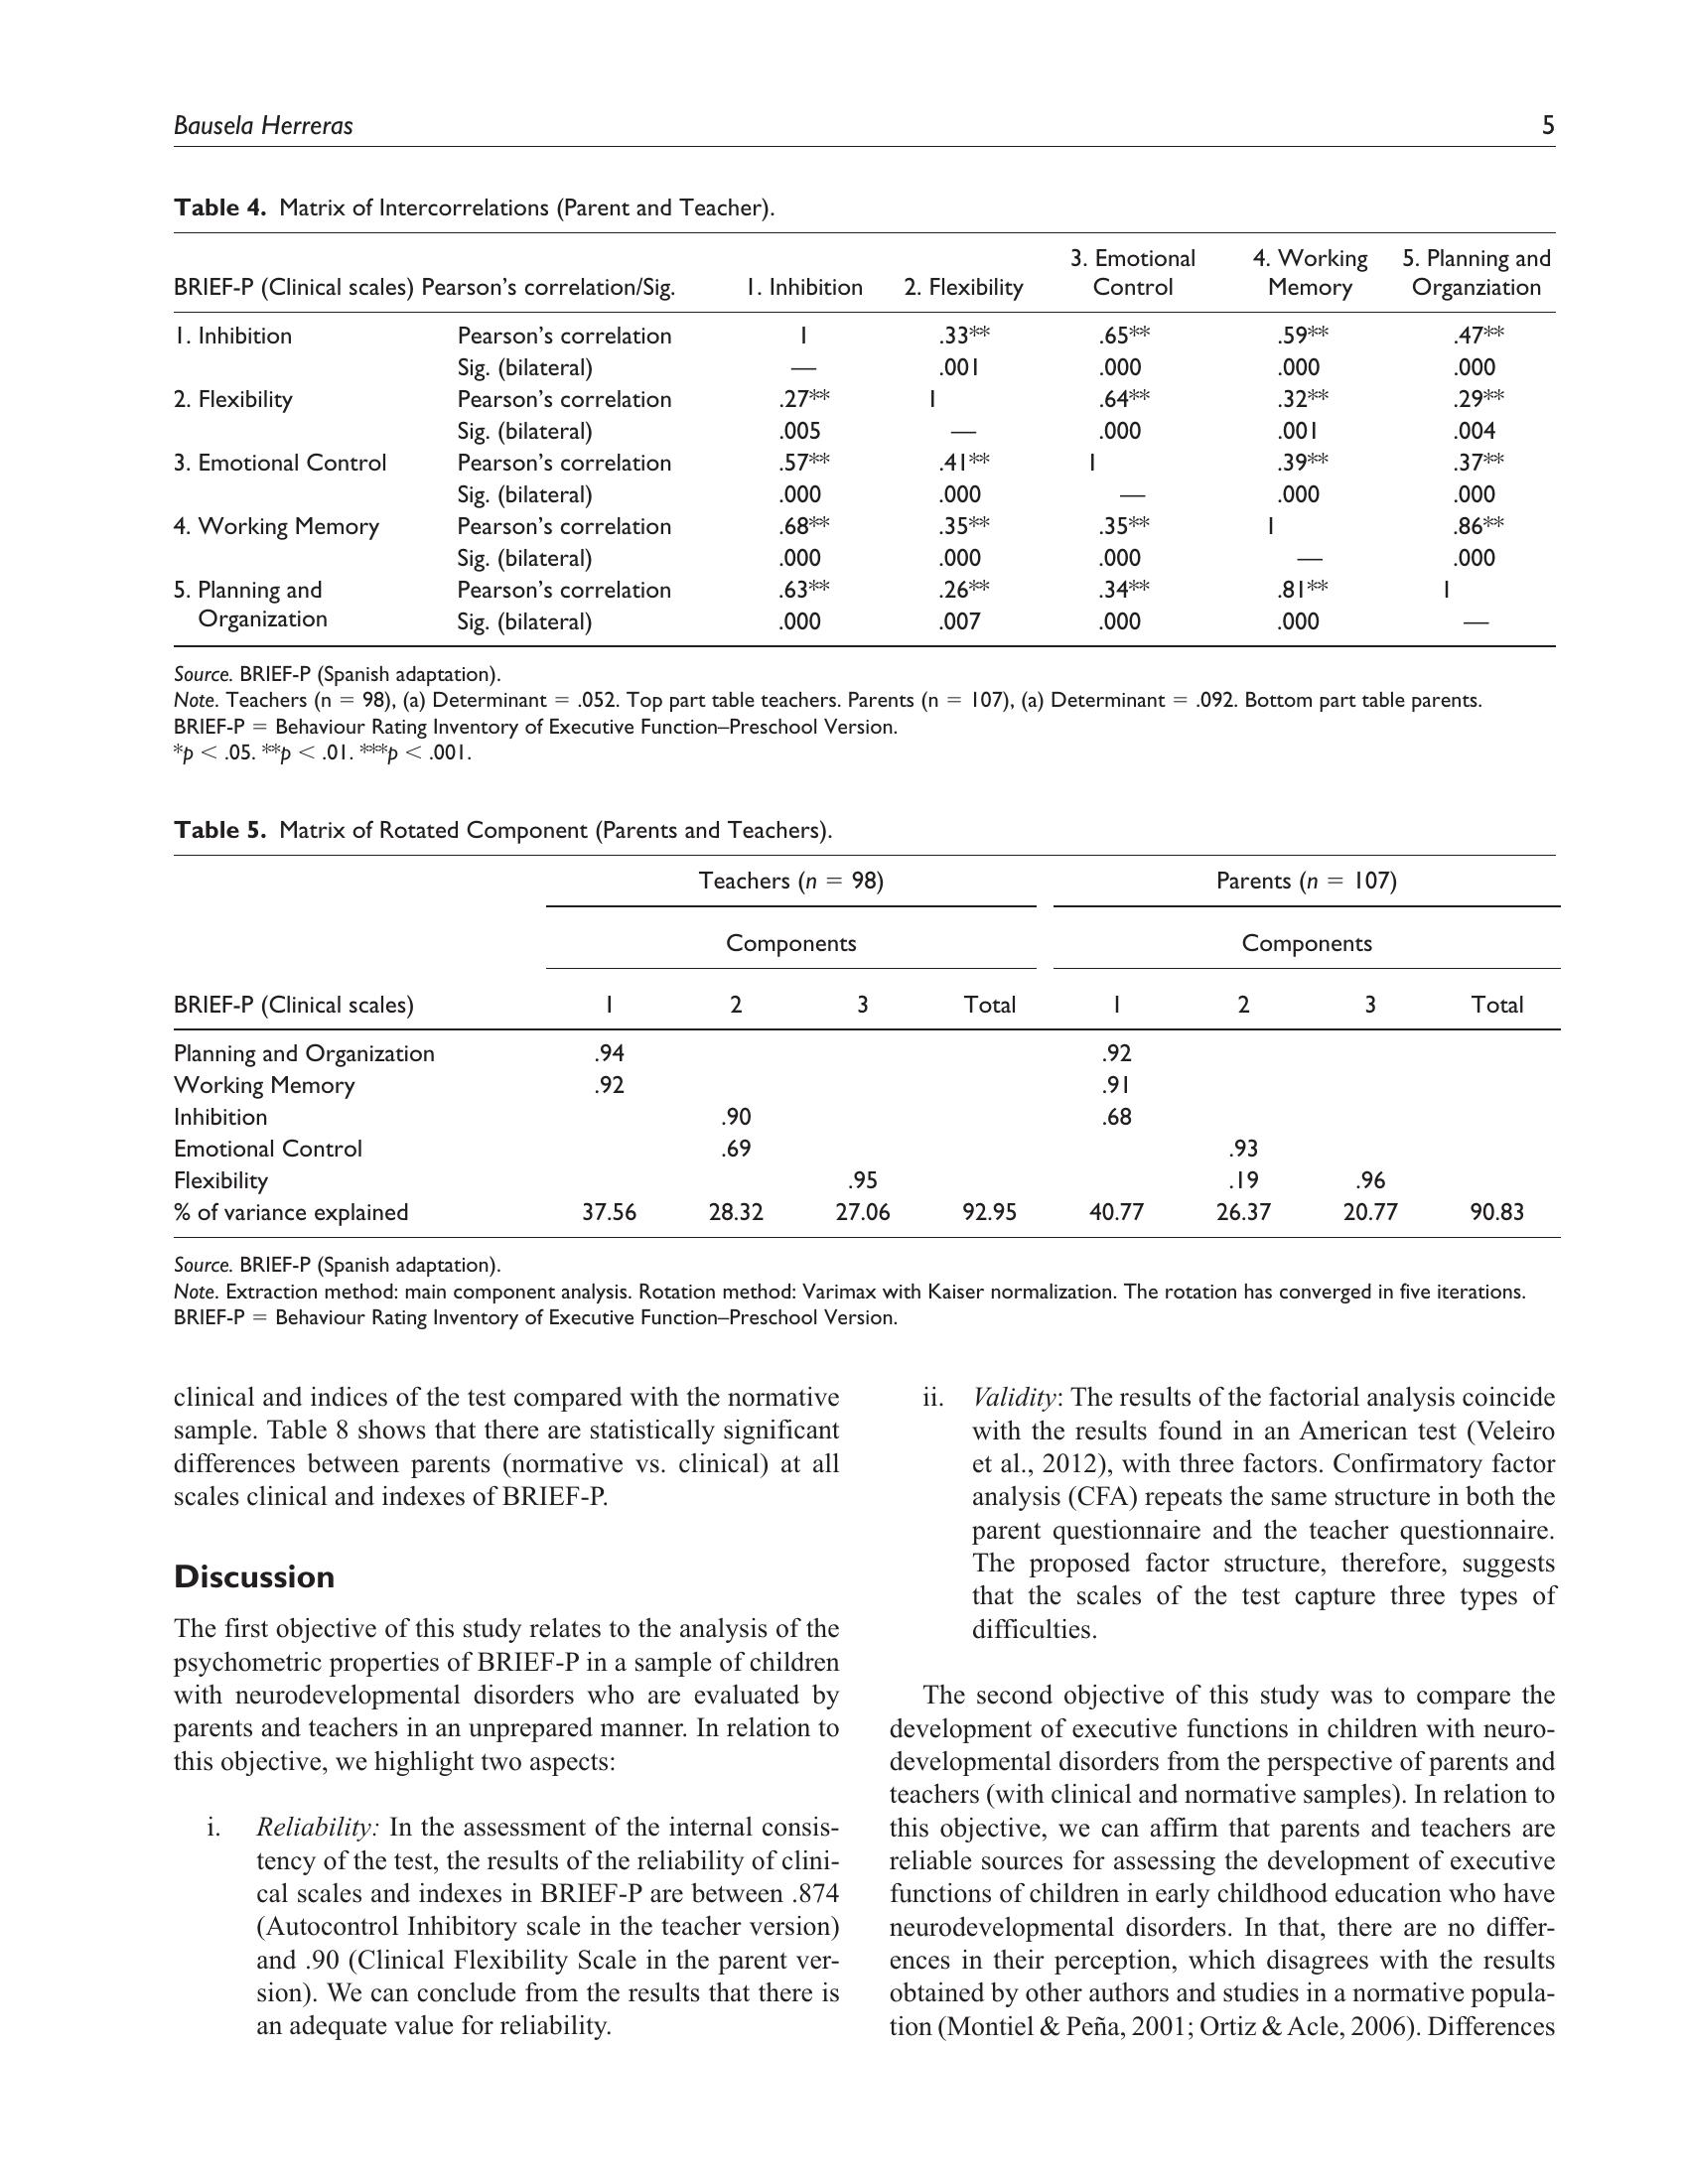 Bausela Herreras 5
Table 4. Matrix of Intercorrelations (Parent and Teacher).
3. Emotional 4. Working 5. Planning and
BRIEF-P (Clinical scales) Pearson's correlation/Sig. 1. Inhibition 2. Flexibility Control Memory Organziation
1. Inhibition Pearson's correlation 1 .33** .65** .59** .47**
Sig. (bilateral) — .001 .000 .000 .000
2. Flexibility Pearson's correlation .27** 1 .64** .32** .29**
Sig. (bilateral) .005 — .000 .001 .004
3. Emotional Control Pearson's correlation .57** .41** 1 .39** .37**
Sig. (bilateral) .000 .000 — .000 .000
4. Working Memory Pearson's correlation .68** .35** .35** 1 .86**
Sig. (bilateral) .000 .000 .000 — .000
5. Planning and Pearson's correlation .63** .26** .34** .81** 1
Organization Sig. (bilateral) .000 .007 .000 .000 —
Source. BRIEF-P (Spanish adaptation).
Note. Teachers (n = 98), (a) Determinant = .052. Top part table teachers. Parents (n = 107), (a) Determinant = .092. Bottom part table parents.
BRIEF-P = Behaviour Rating Inventory of Executive Function–Preschool Version.
*p < .05. **p < .01. ***p < .001.
Table 5. Matrix of Rotated Component (Parents and Teachers).
Teachers (n = 98) Parents (n = 107)
Components Components
BRIEF-P (Clinical scales) 1 2 3 Total 1 2 3 Total
Planning and Organization .94 .92
Working Memory .92 .91
Inhibition .90 .68
Emotional Control .69 .93
Flexibility .95 .19 .96
% of variance explained 37.56 28.32 27.06 92.95 40.77 26.37 20.77 90.83
Source. BRIEF-P (Spanish adaptation).
Note. Extraction method: main component analysis. Rotation method: Varimax with Kaiser normalization. The rotation has converged in five iterations.
BRIEF-P = Behaviour Rating Inventory of Executive Function–Preschool Version.
clinical and indices of the test compared with the normative
sample. Table 8 shows that there are statistically significant
differences between parents (normative vs. clinical) at all
scales clinical and indexes of BRIEF-P.
Discussion
The first objective of this study relates to the analysis of the
psychometric properties of BRIEF-P in a sample of children
with neurodevelopmental disorders who are evaluated by
parents and teachers in an unprepared manner. In relation to
this objective, we highlight two aspects:
i. Reliability: In the assessment of the internal consis-
tency of the test, the results of the reliability of clini-
cal scales and indexes in BRIEF-P are between .874
(Autocontrol Inhibitory scale in the teacher version)
and .90 (Clinical Flexibility Scale in the parent ver-
sion). We can conclude from the results that there is
an adequate value for reliability.
ii. Validity: The results of the factorial analysis coincide
with the results found in an American test (Veleiro
et al., 2012), with three factors. Confirmatory factor
analysis (CFA) repeats the same structure in both the
parent questionnaire and the teacher questionnaire.
The proposed factor structure, therefore, suggests
that the scales of the test capture three types of
difficulties.
The second objective of this study was to compare the
development of executive functions in children with neuro-
developmental disorders from the perspective of parents and
teachers (with clinical and normative samples). In relation to
this objective, we can affirm that parents and teachers are
reliable sources for assessing the development of executive
functions of children in early childhood education who have
neurodevelopmental disorders. In that, there are no differ-
ences in their perception, which disagrees with the results
obtained by other authors and studies in a normative popula-
tion (Montiel & Peña, 2001; Ortiz & Acle, 2006). Differences